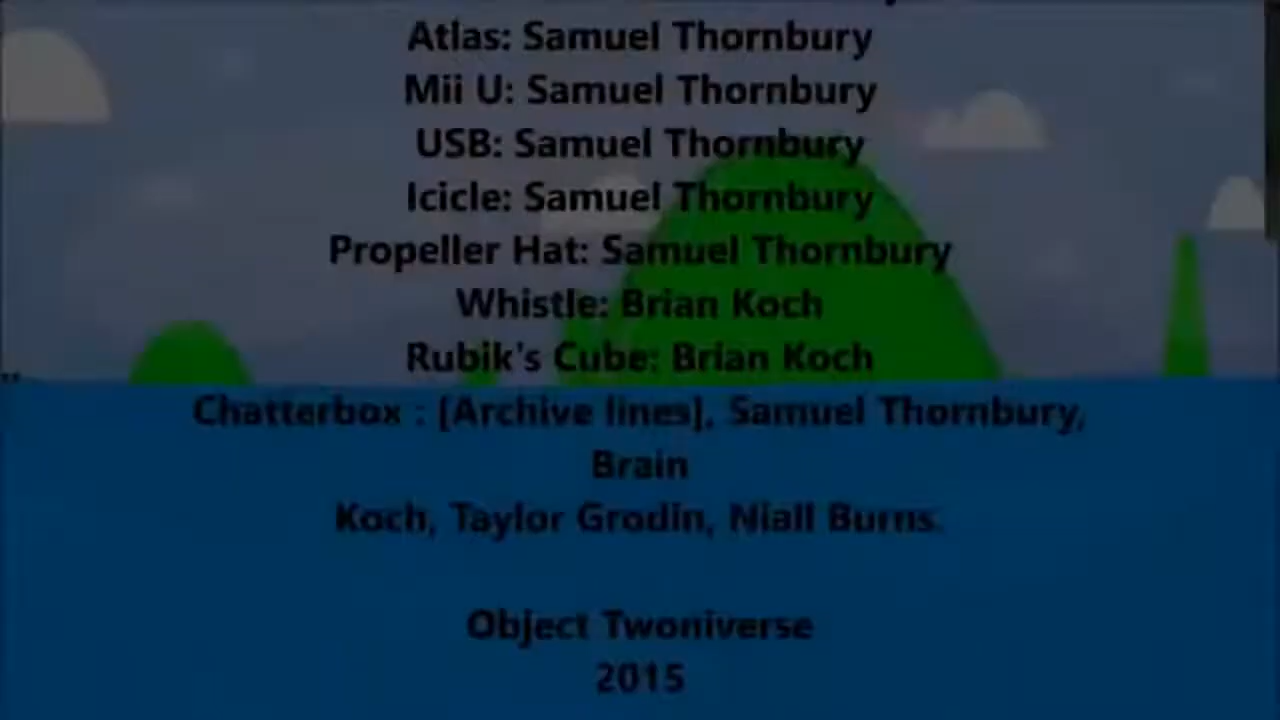 Atlas: Samuel Thornbury
Mii U: Samuel Thornbury
USB: Samuel Thornbury
Icicle: Samuel Thornbury
Propeller Hat: Samuel Thornbury
Whistle: Brian Koch
Rubik's Cube: Brian Koch
Chatterbox : [Archive lines], Samuel Thornbury,
Brain
Koch, Taylor Grodin, Niall Burns.
Object Twoniverse
2015